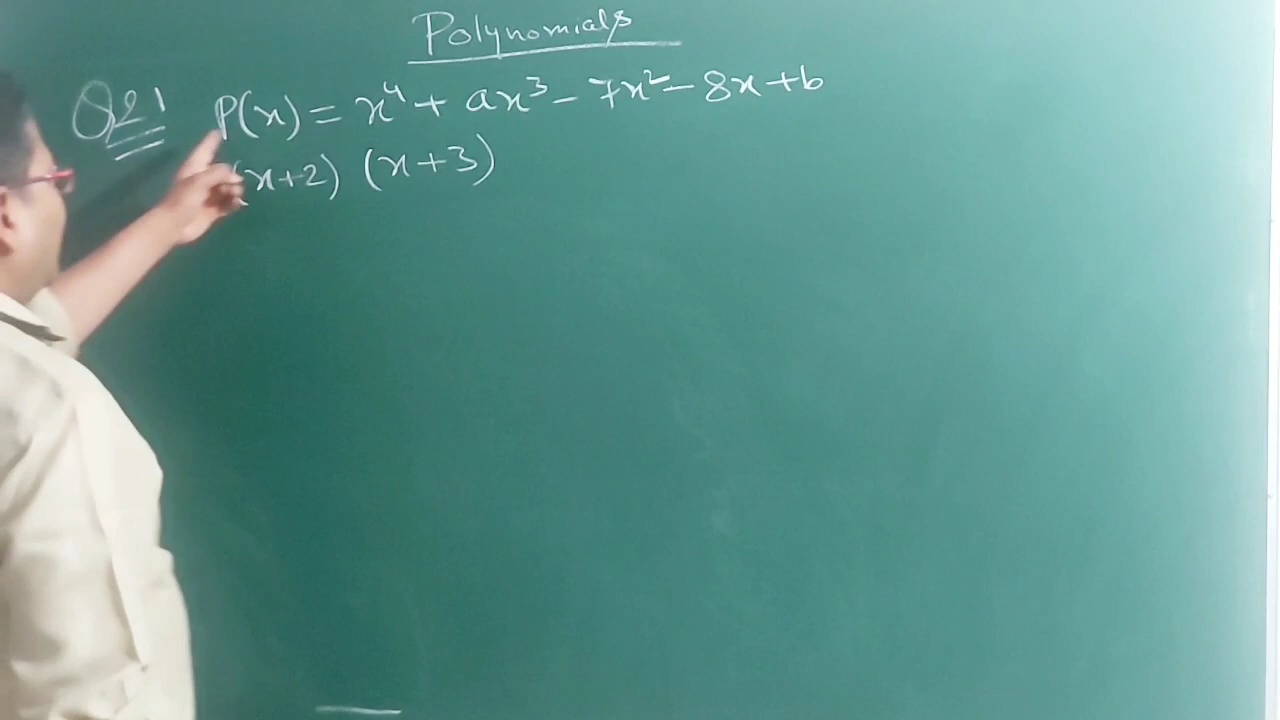 Polynomials
Q21 P(x) = x⁴ + ax³ - 7x² - 8x + b
(x+2) (x+3)